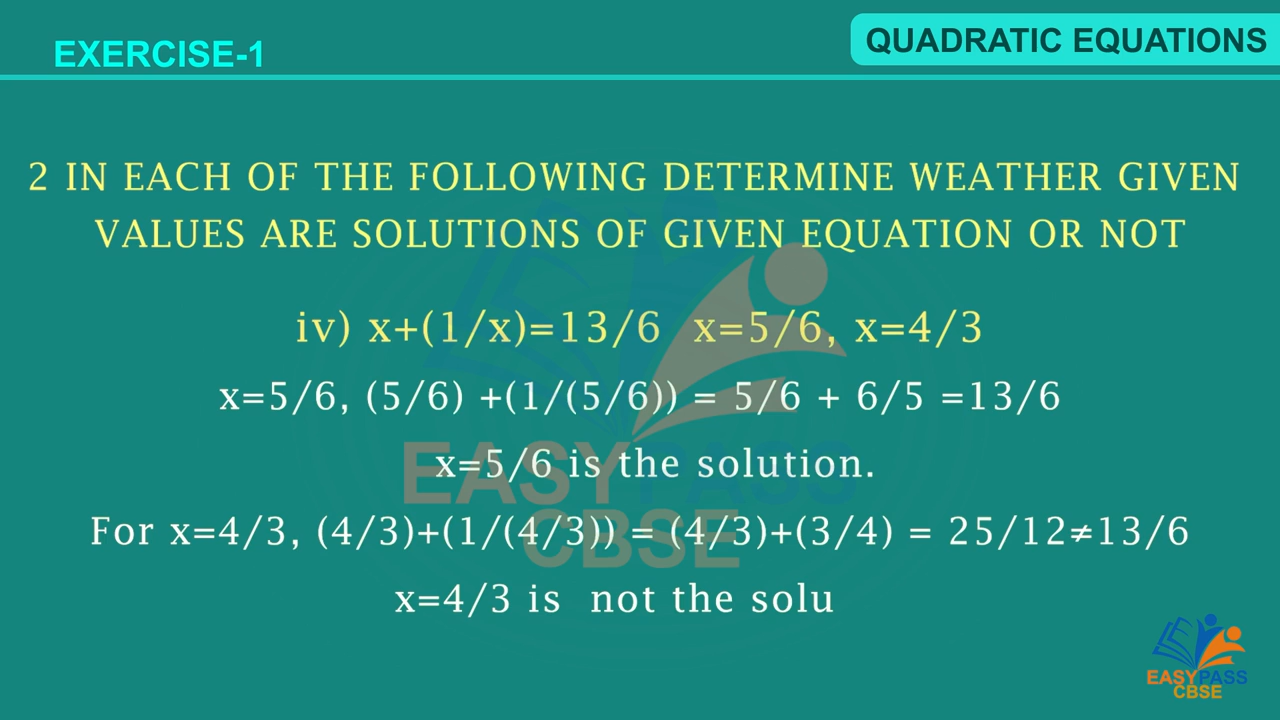 EXERCISE-1
QUADRATIC EQUATIONS
2 IN EACH OF THE FOLLOWING DETERMINE WEATHER GIVEN
VALUES ARE SOLUTIONS OF GIVEN EQUATION OR NOT
iv) x+(1/x)=13/6 x=5/6, x=4/3
x=5/6, (5/6) +(1/(5/6)) = 5/6 + 6/5 =13/6
x=5/6 is the solution.
For x=4/3, (4/3)+(1/(4/3)) = (4/3)+(3/4) = 25/12≠13/6
x=4/3 is not the solu
EASYPASS
CBSE
EASYPASS
CBSE